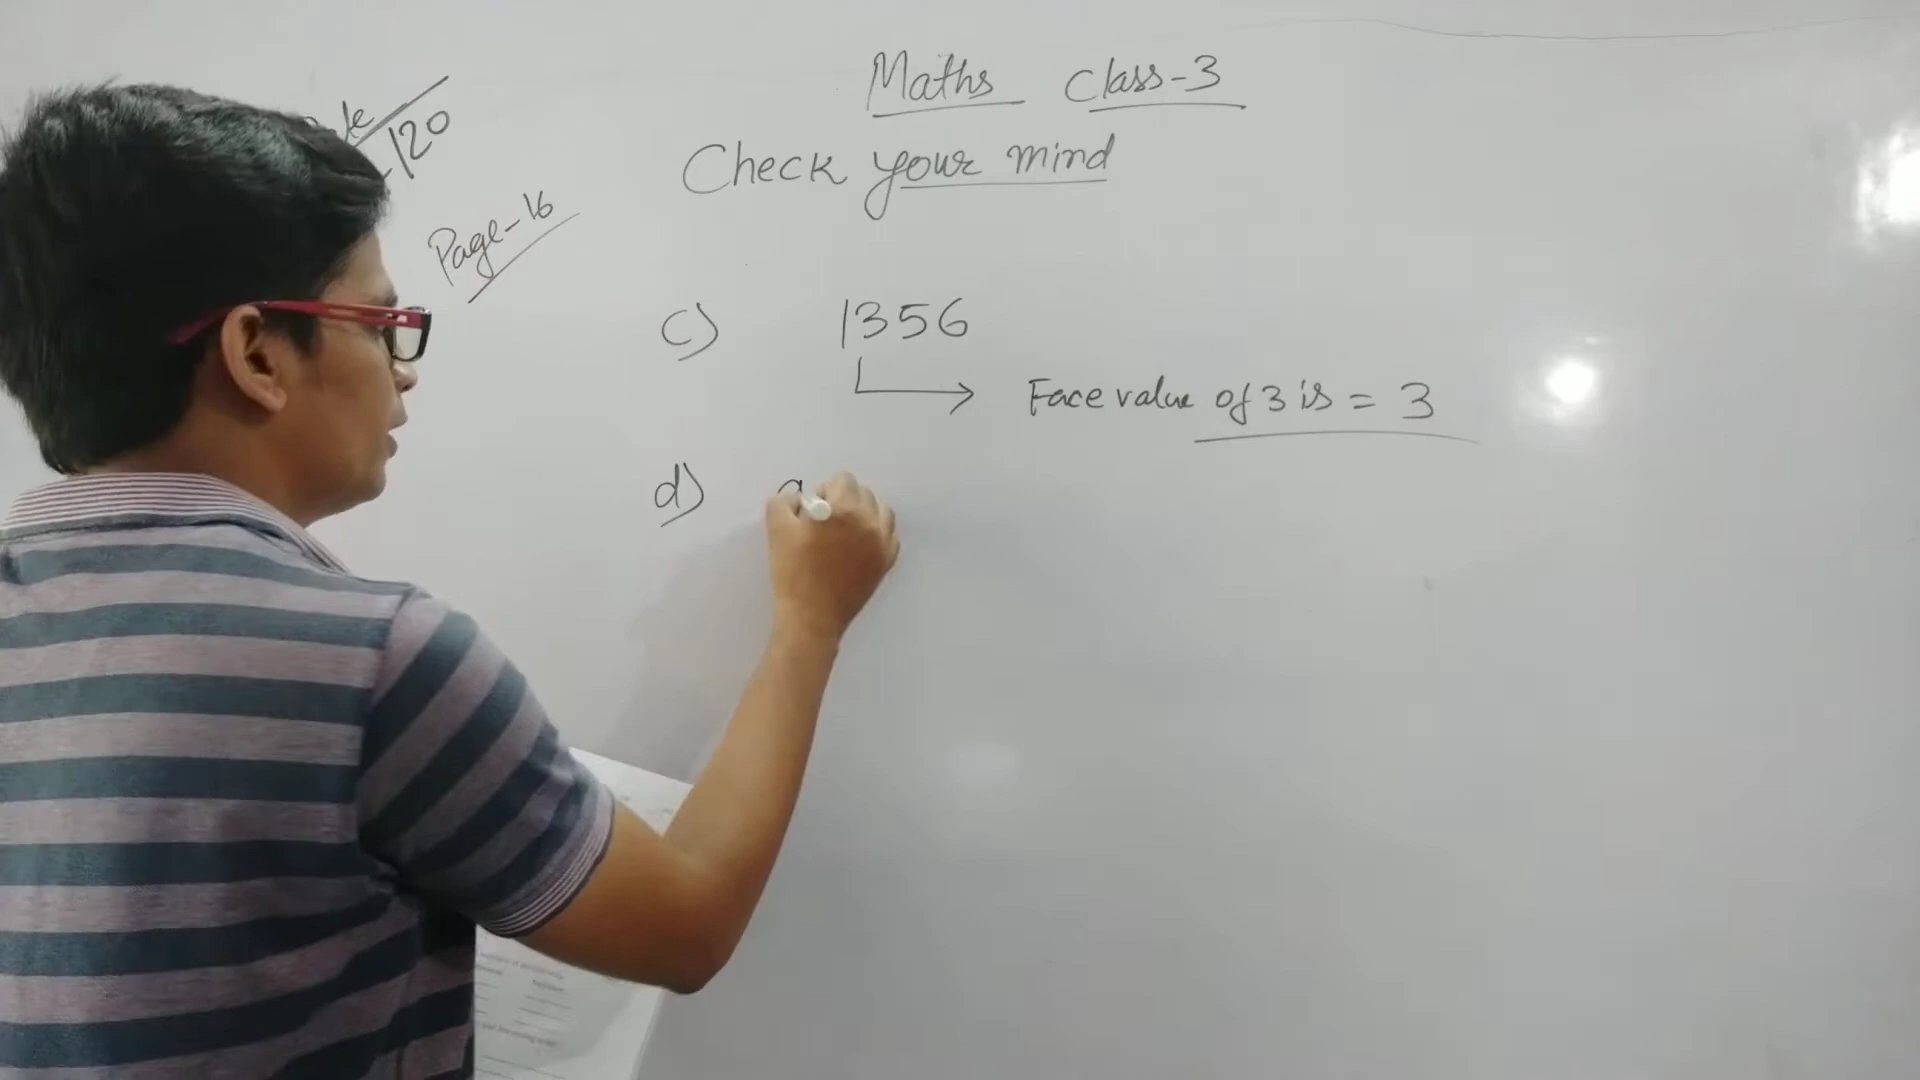 Maths Class-3
/20
Check your mind
Page-16
c) 1356
Face value of 3 is = 3
d)